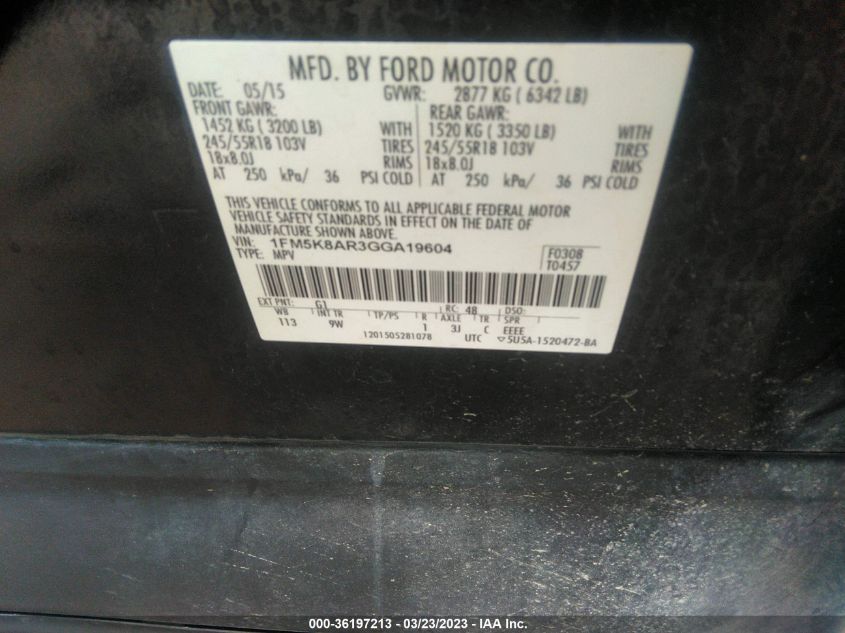 MFD. BY FORD MOTOR CO.
DATE: 05/15 GVWR: 2877 KG ( 6342 LB)
FRONT GAWR: REAR GAWR:
1452 KG ( 3200 LB) WITH 1520 KG ( 3350 LB) WITH
245/55R18 103V TIRES 245/55R18 103V TIRES
18x8.0J RIMS 18x8.0J RIMS
AT 250 kPa/ 36 PSI COLD AT 250 kPa/ 36 PSI COLD
THIS VEHICLE CONFORMS TO ALL APPLICABLE FEDERAL MOTOR
VEHICLE SAFETY STANDARDS IN EFFECT ON THE DATE OF
MANUFACTURE SHOWN ABOVE.
VIN: 1FM5K8AR3GGA19604 F0308
TYPE: MPV T0457
EXT PNT: G1 RC: 48 DSO:
WB INT TR TP/PS R AXLE TR SPR
113 9W 1 3J C EEEE
1201505281078 UTC ▽5U5A-1520472-BA
000-36197213 - 03/23/2023 - IAA Inc.